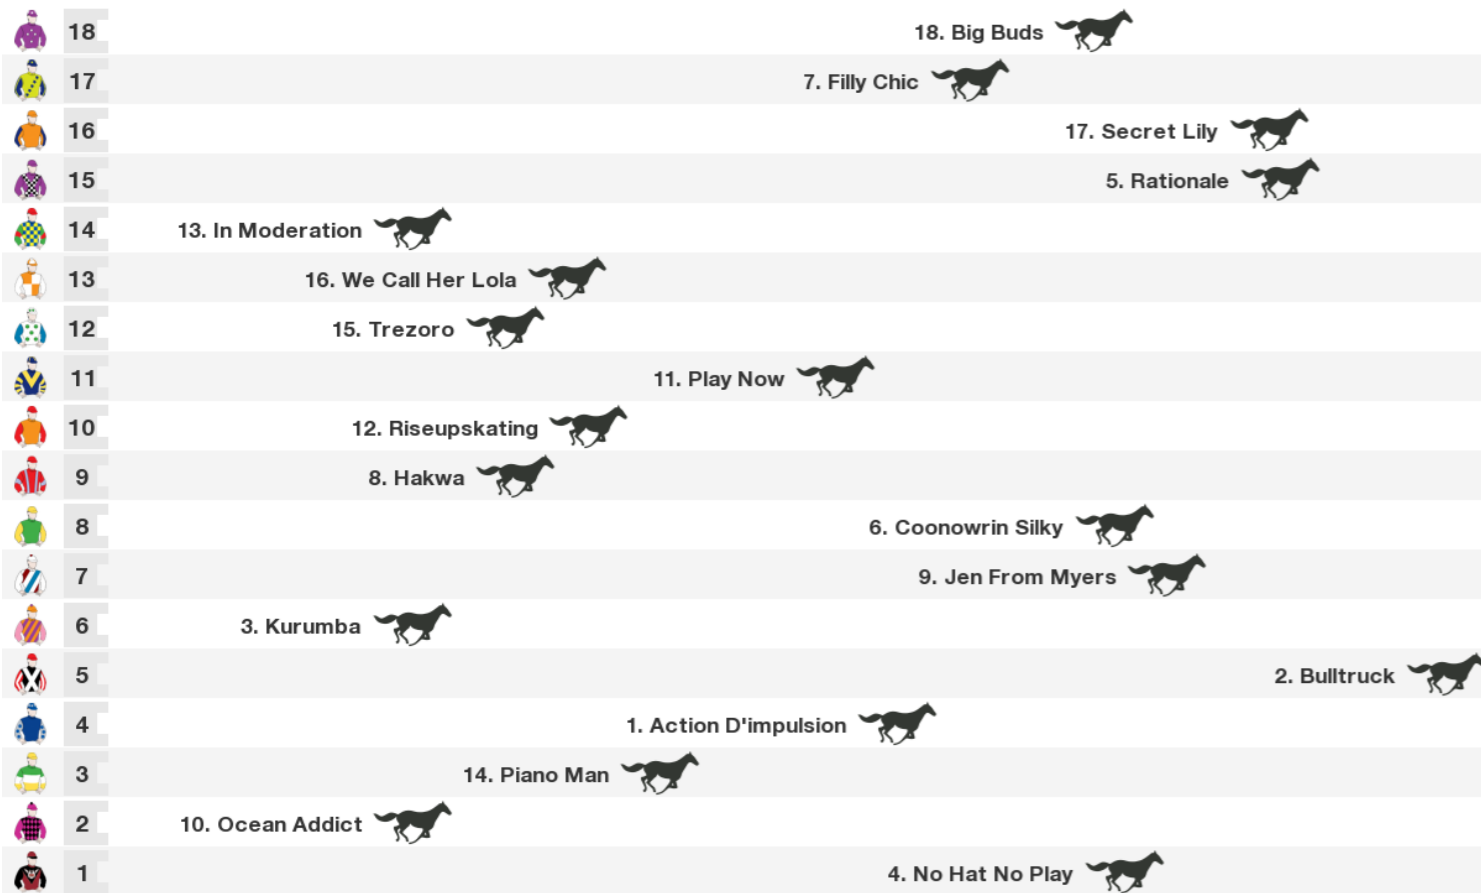 18 18. Big Buds
17 7. Filly Chic
16 17. Secret Lily
15 5. Rationale
14 13. In Moderation
13 16. We Call Her Lola
12 15. Trezoro
11 11. Play Now
10 12. Riseupskating
9 8. Hakwa
8 6. Coonowrin Silky
7 9. Jen From Myers
6 3. Kurumba
5 2. Bulltruck
4 1. Action D'impulsion
3 14. Piano Man
2 10. Ocean Addict
1 4. No Hat No Play